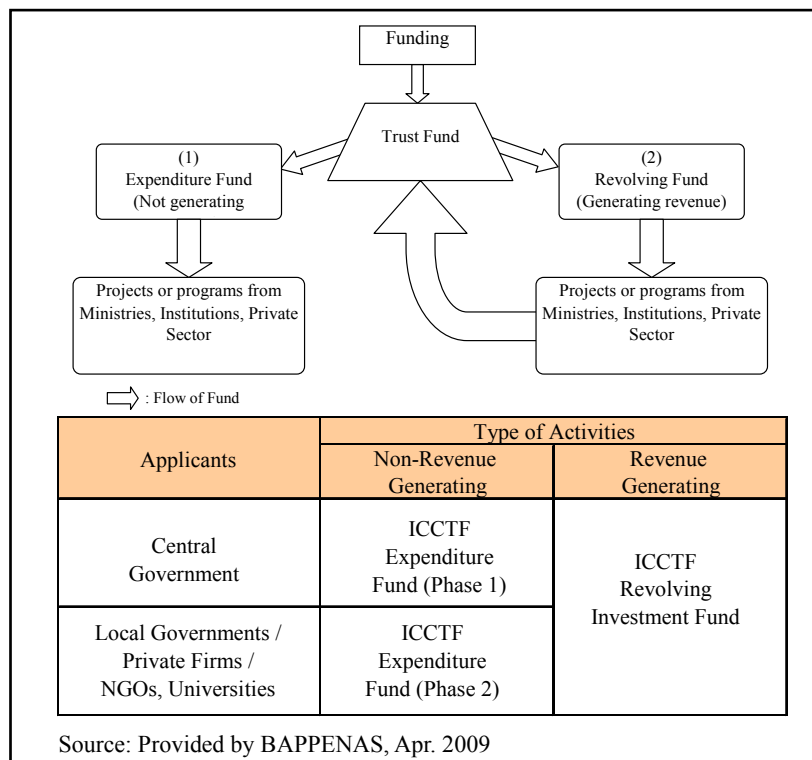 Funding
Trust Fund
(1)
Expenditure Fund
(Not generating
(2)
Revolving Fund
(Generating revenue)
Projects or programs from
Ministries, Institutions, Private
Sector
Projects or programs from
Ministries, Institutions, Private
Sector
: Flow of Fund
Applicants
Type of Activities
Non-Revenue
Generating
Revenue
Generating
Central
Government
ICCTF
Expenditure
Fund (Phase 1)
ICCTF
Revolving
Investment Fund
Local Governments /
Private Firms /
NGOs, Universities
ICCTF
Expenditure
Fund (Phase 2)
Source: Provided by BAPPENAS, Apr. 2009